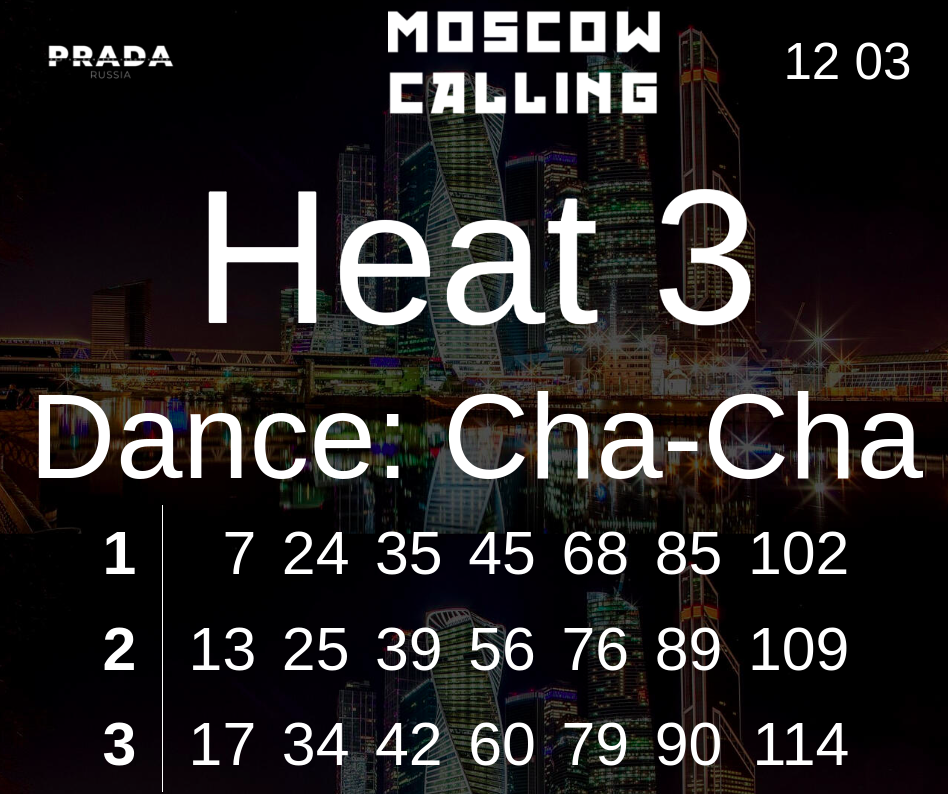 PRADA
RUSSIA
MOSCOW
CALLING
12 03
Heat 3
Dance: Cha-Cha
1 7 24 35 45 68 85 102
2 13 25 39 56 76 89 109
3 17 34 42 60 79 90 114